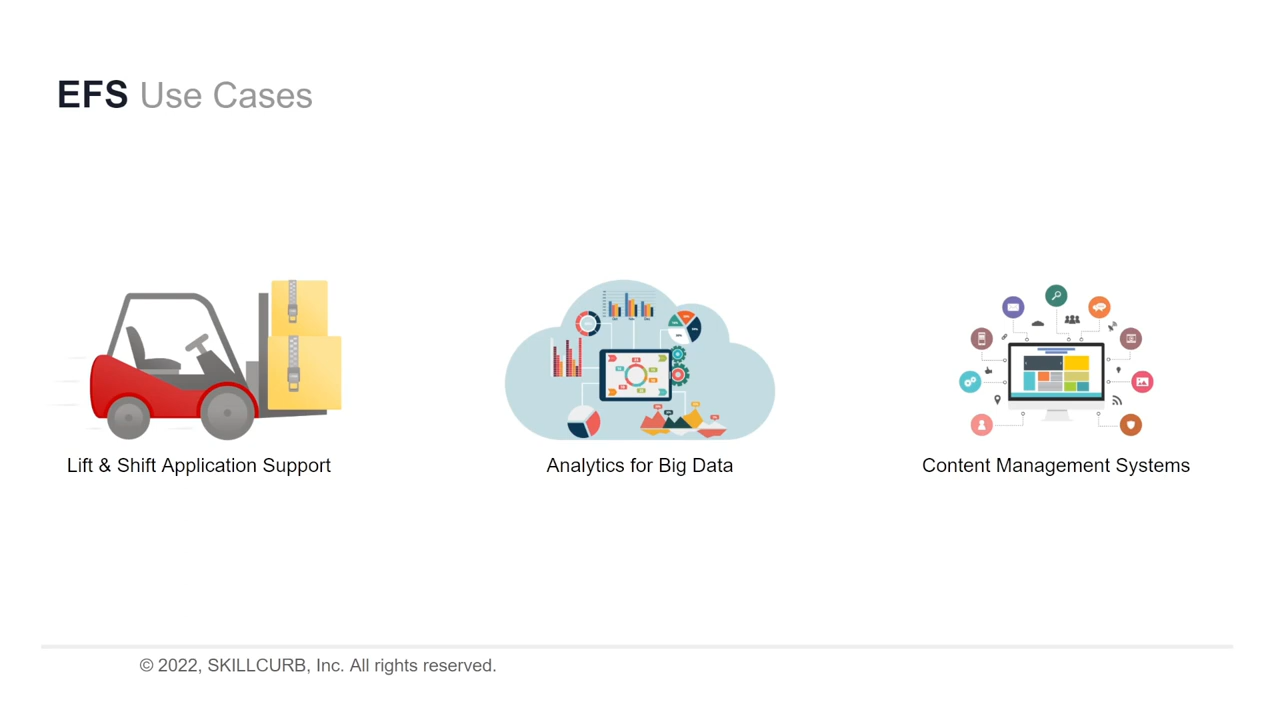 EFS Use Cases
Lift & Shift Application Support
Analytics for Big Data
Content Management Systems
© 2022, SKILLCURB, Inc. All rights reserved.